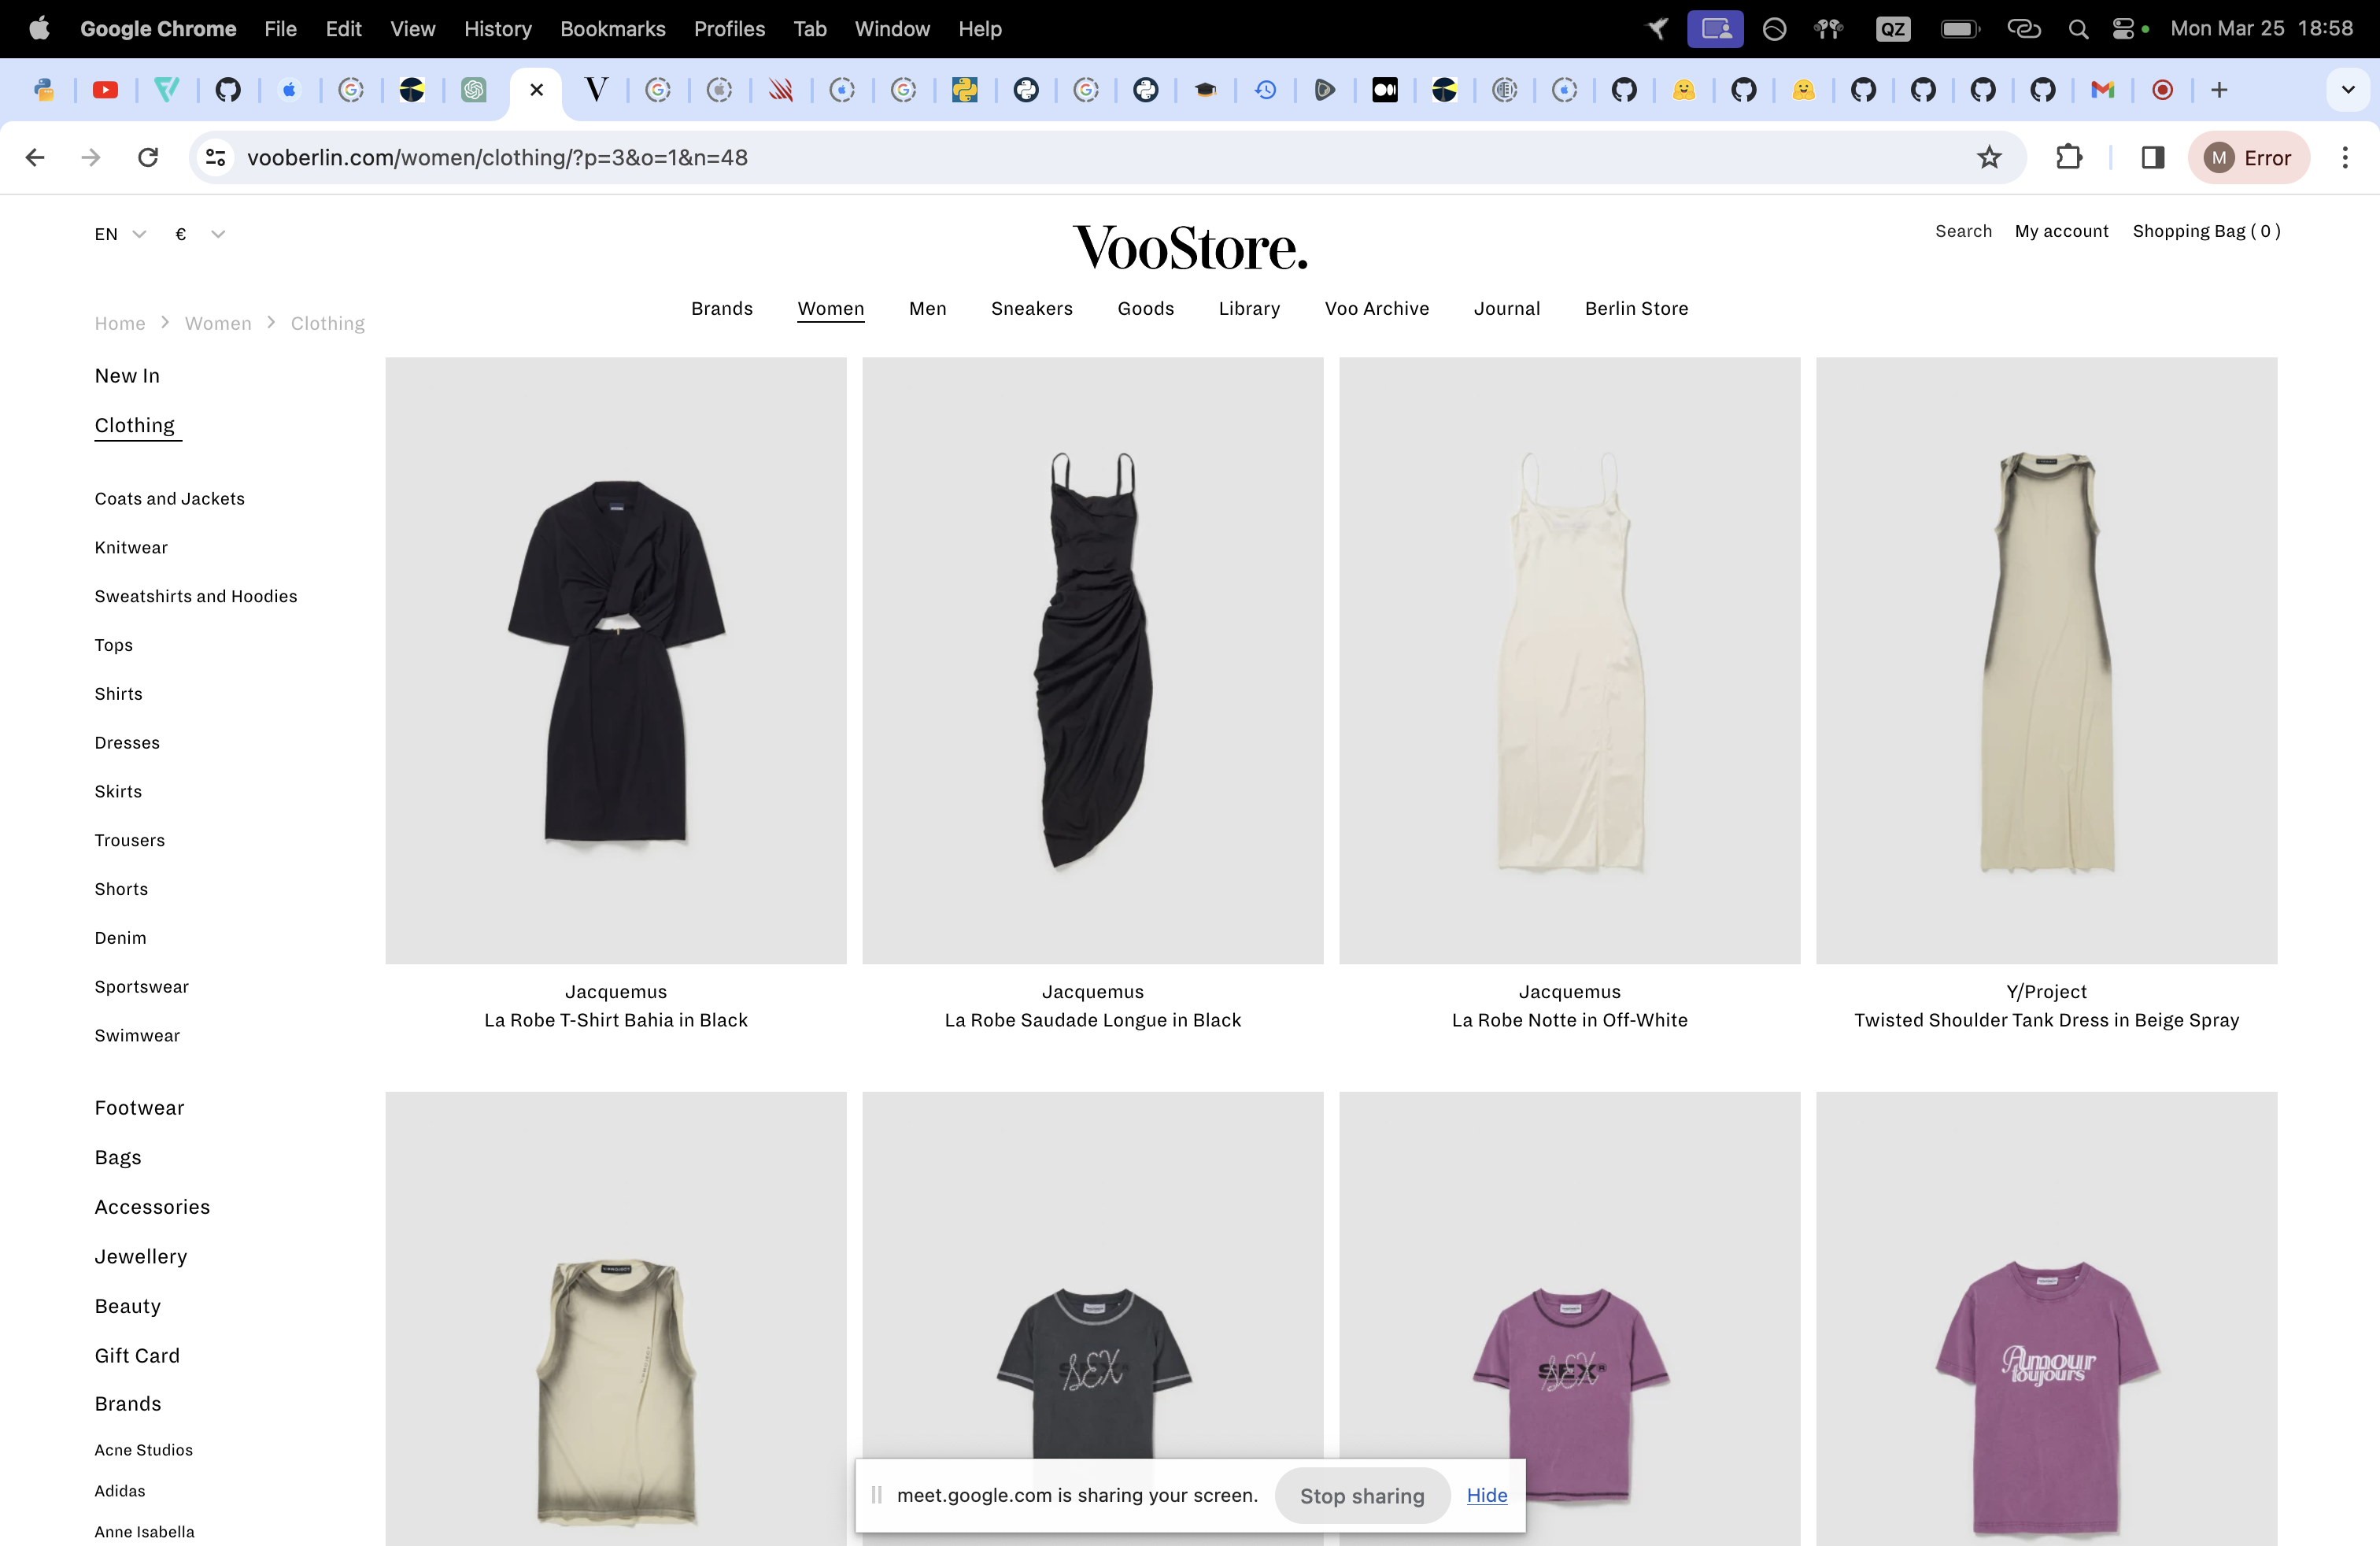 Google Chrome File Edit View History Bookmarks Profiles Tab Window Help QZ Mon Mar 25 18:58
vooberlin.com/women/clothing/?p=3&o=1&n=48 M Error
EN € VooStore. Search My account Shopping Bag ( 0 )
Brands Women Men Sneakers Goods Library Voo Archive Journal Berlin Store
Home > Women > Clothing
New In
Clothing
Coats and Jackets
Knitwear
Sweatshirts and Hoodies
Tops
Shirts
Dresses
Skirts
Trousers
Shorts
Denim
Sportswear
Swimwear
Footwear
Bags
Accessories
Jewellery
Beauty
Gift Card
Brands
Acne Studios
Adidas
Anne Isabella
Jacquemus
La Robe T-Shirt Bahia in Black
Jacquemus
La Robe Saudade Longue in Black
Jacquemus
La Robe Notte in Off-White
Y/Project
Twisted Shoulder Tank Dress in Beige Spray
SEX
SEX
Amour
toujours
meet.google.com is sharing your screen. Stop sharing Hide